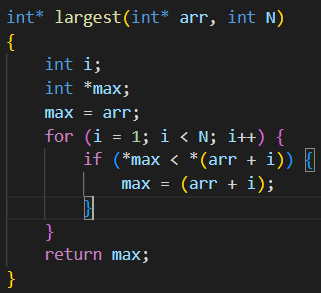 int* largest(int* arr, int N)
{
    int i;
    int *max;
    max = arr;
    for (i = 1; i < N; i++) {
        if (*max < *(arr + i)) {
            max = (arr + i);
        }
    }
    return max;
}